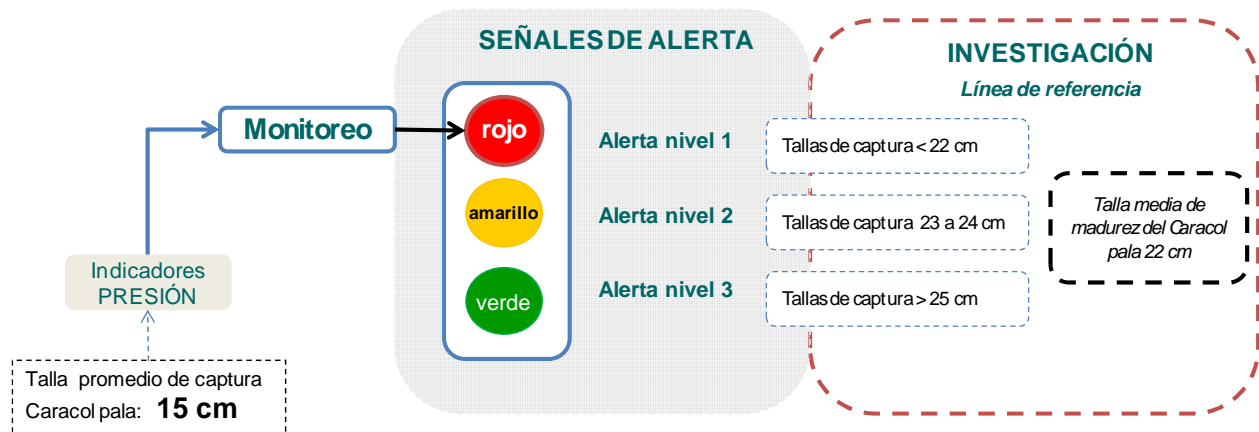 SEÑALES DE ALERTA
INVESTIGACIÓN
Línea de referencia
Monitoreo
rojo
Alerta nivel 1
Tallas de captura < 22 cm
amarillo
Alerta nivel 2
Tallas de captura 23 a 24 cm
Talla media de
madurez del Caracol
pala 22 cm
verde
Alerta nivel 3
Tallas de captura > 25 cm
Indicadores
PRESIÓN
Talla promedio de captura
Caracol pala: 15 cm